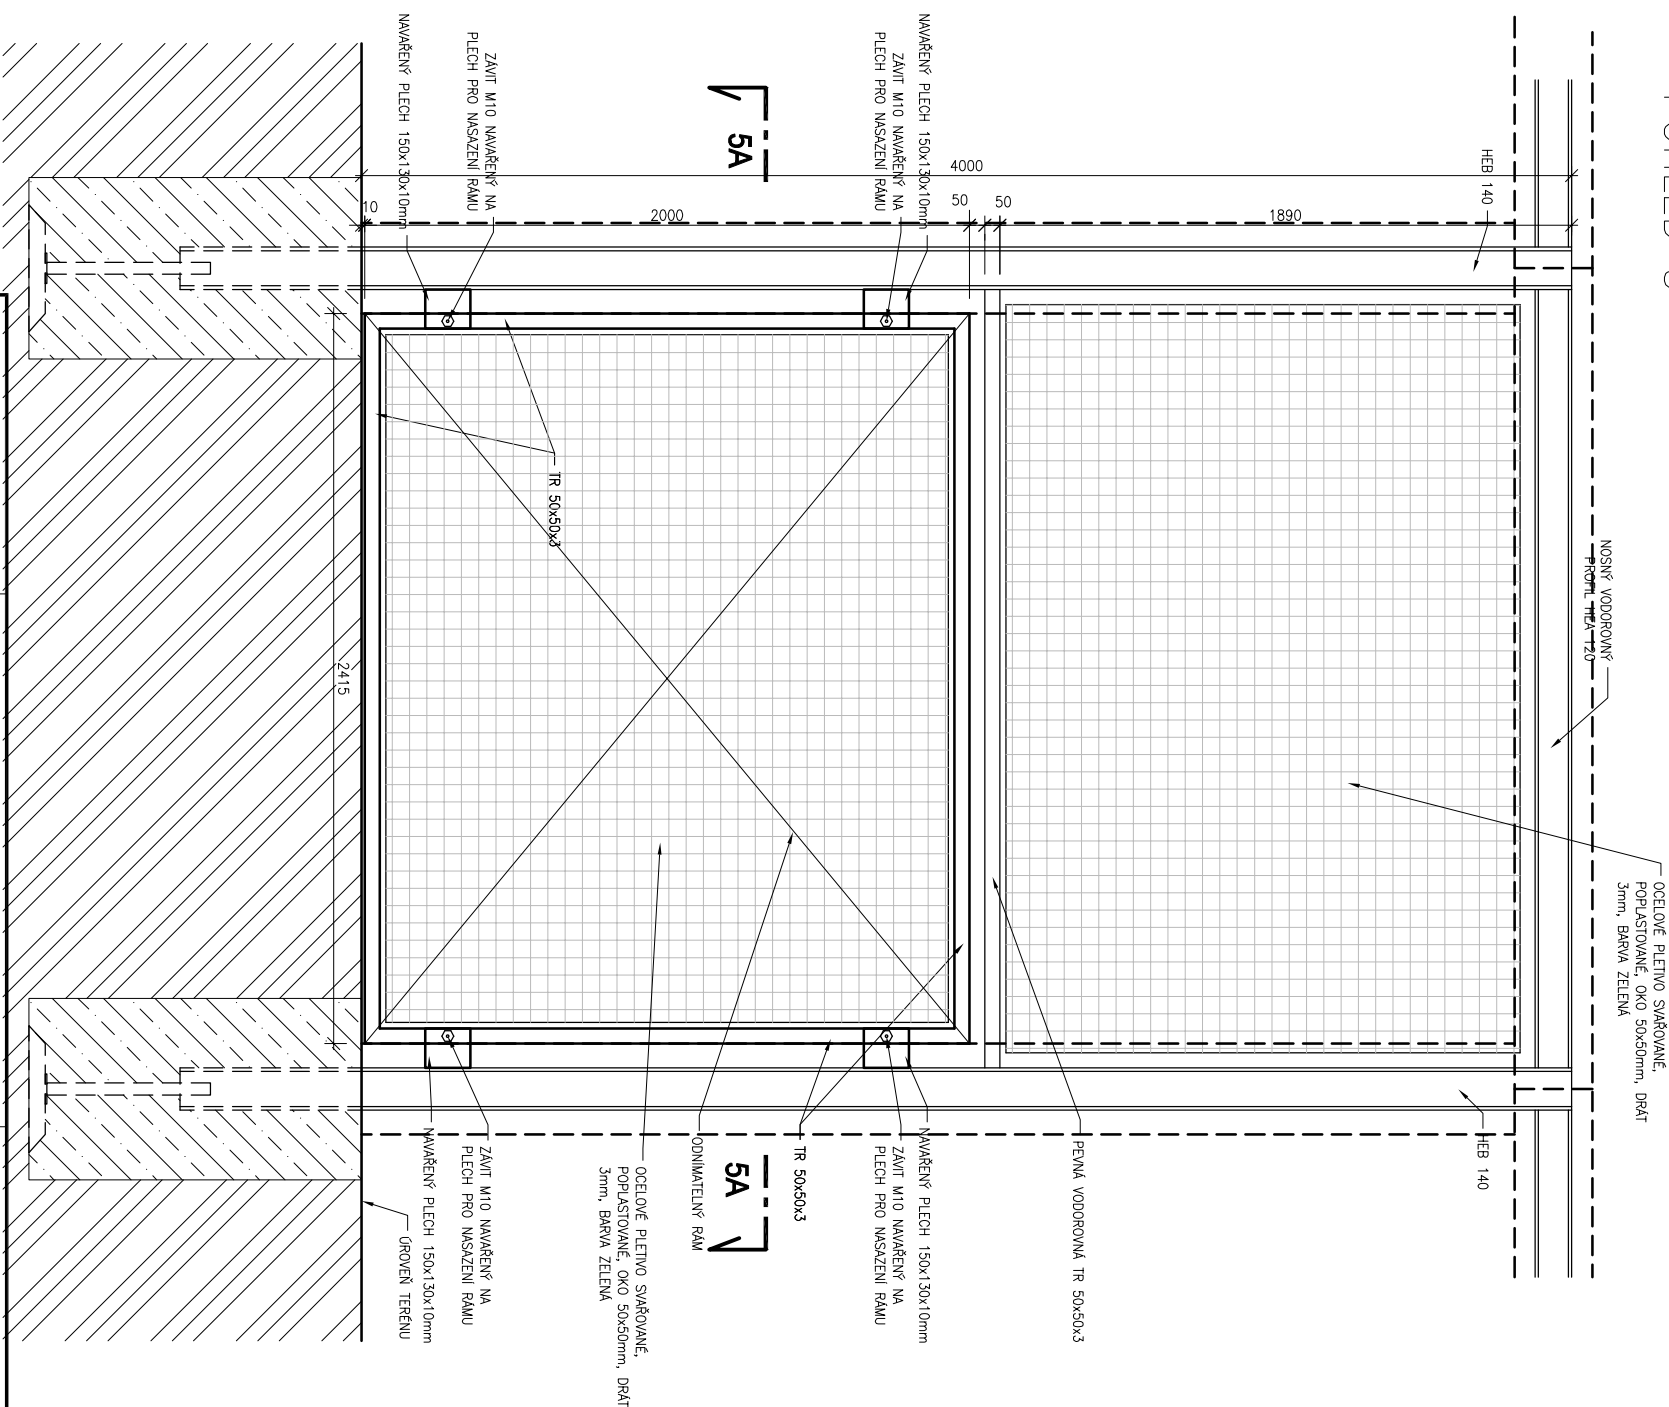 HEB 140
NOSNÝ VODOROVNÝ
PROFIL HEA 120
OCELOVÉ PLETIVO SVAŘOVANÉ,
POPLASTOVANÉ, OKO 50x50mm, DRÁT
3mm, BARVA ZELENÁ
HEB 140
4000
1890
50
50
2000
10
2415
NAVAŘENÝ PLECH 150x130x10mm
ZÁVIT M10 NAVAŘENÝ NA
PLECH PRO NASAZENÍ RÁMU
5A
ZÁVIT M10 NAVAŘENÝ NA
PLECH PRO NASAZENÍ RÁMU
NAVAŘENÝ PLECH 150x130x10mm
TR 50x50x3
PEVNÁ VODOROVNÁ TR 50x50x3
NAVAŘENÝ PLECH 150x130x10mm
ZÁVIT M10 NAVAŘENÝ NA
PLECH PRO NASAZENÍ RÁMU
TR 50x50x3
5A
ODNÍMATELNÝ RÁM
OCELOVÉ PLETIVO SVAŘOVANÉ,
POPLASTOVANÉ, OKO 50x50mm, DRÁT
3mm, BARVA ZELENÁ
ZÁVIT M10 NAVAŘENÝ NA
PLECH PRO NASAZENÍ RÁMU
NAVAŘENÝ PLECH 150x130x10mm
ÚROVEŇ TERÉNU